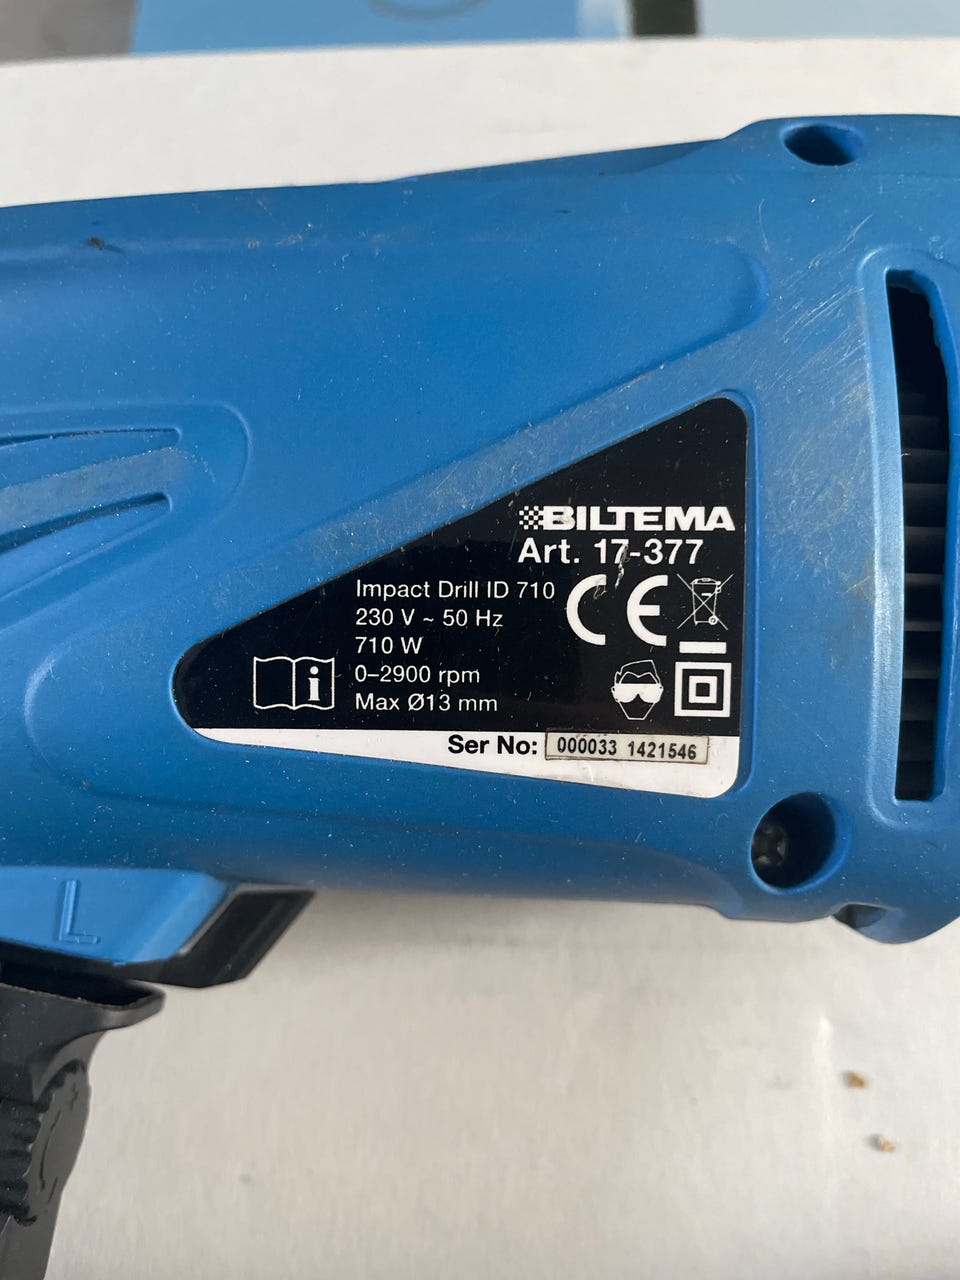 BILTEMA
Art. 17-377
Impact Drill ID 710
230 V ~ 50 Hz
710 W
0-2900 rpm
Max Ø13 mm
CE
i
Ser No: 000033 1421546
L